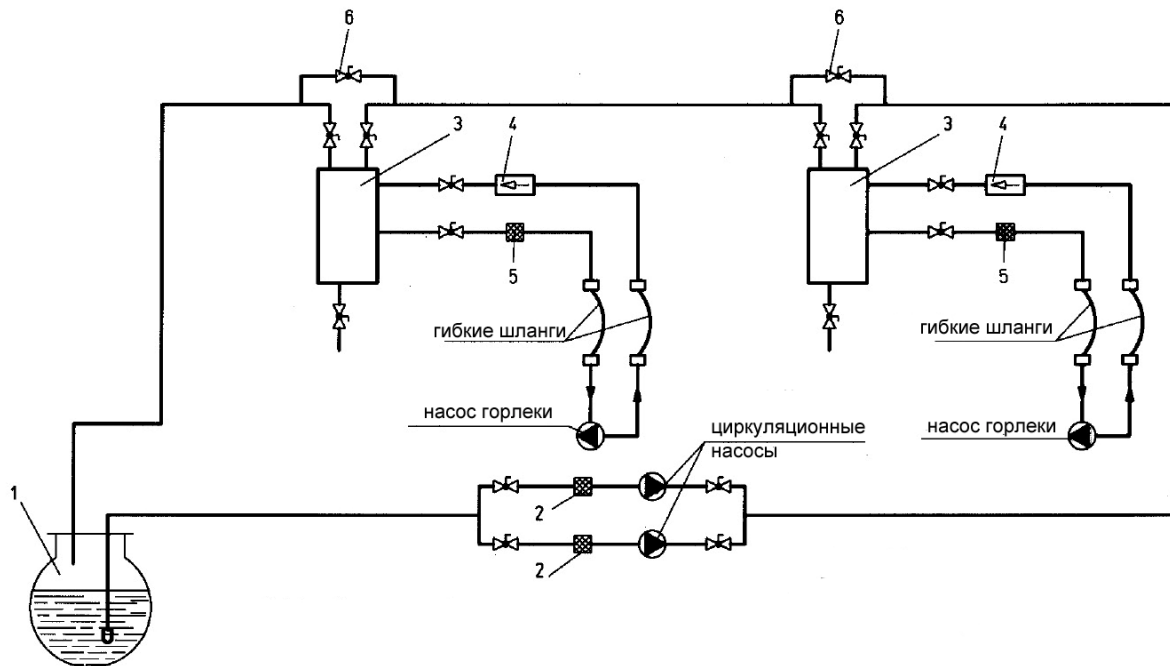 6
6
3
4
3
4
5
5
гибкие шланги
гибкие шланги
насос горлеки
насос горлеки
циркуляционные
насосы
1
2
2